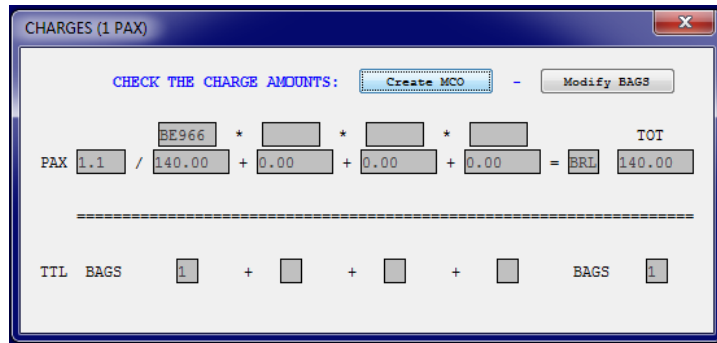 CHARGES (1 PAX)
CHECK THE CHARGE AMOUNTS: Create MCO - Modify BAGS
BE966 * * * TOT
PAX 1.1 / 140.00 + 0.00 + 0.00 + 0.00 = BRL 140.00
=====================================================================
TTL BAGS 1 + + + BAGS 1